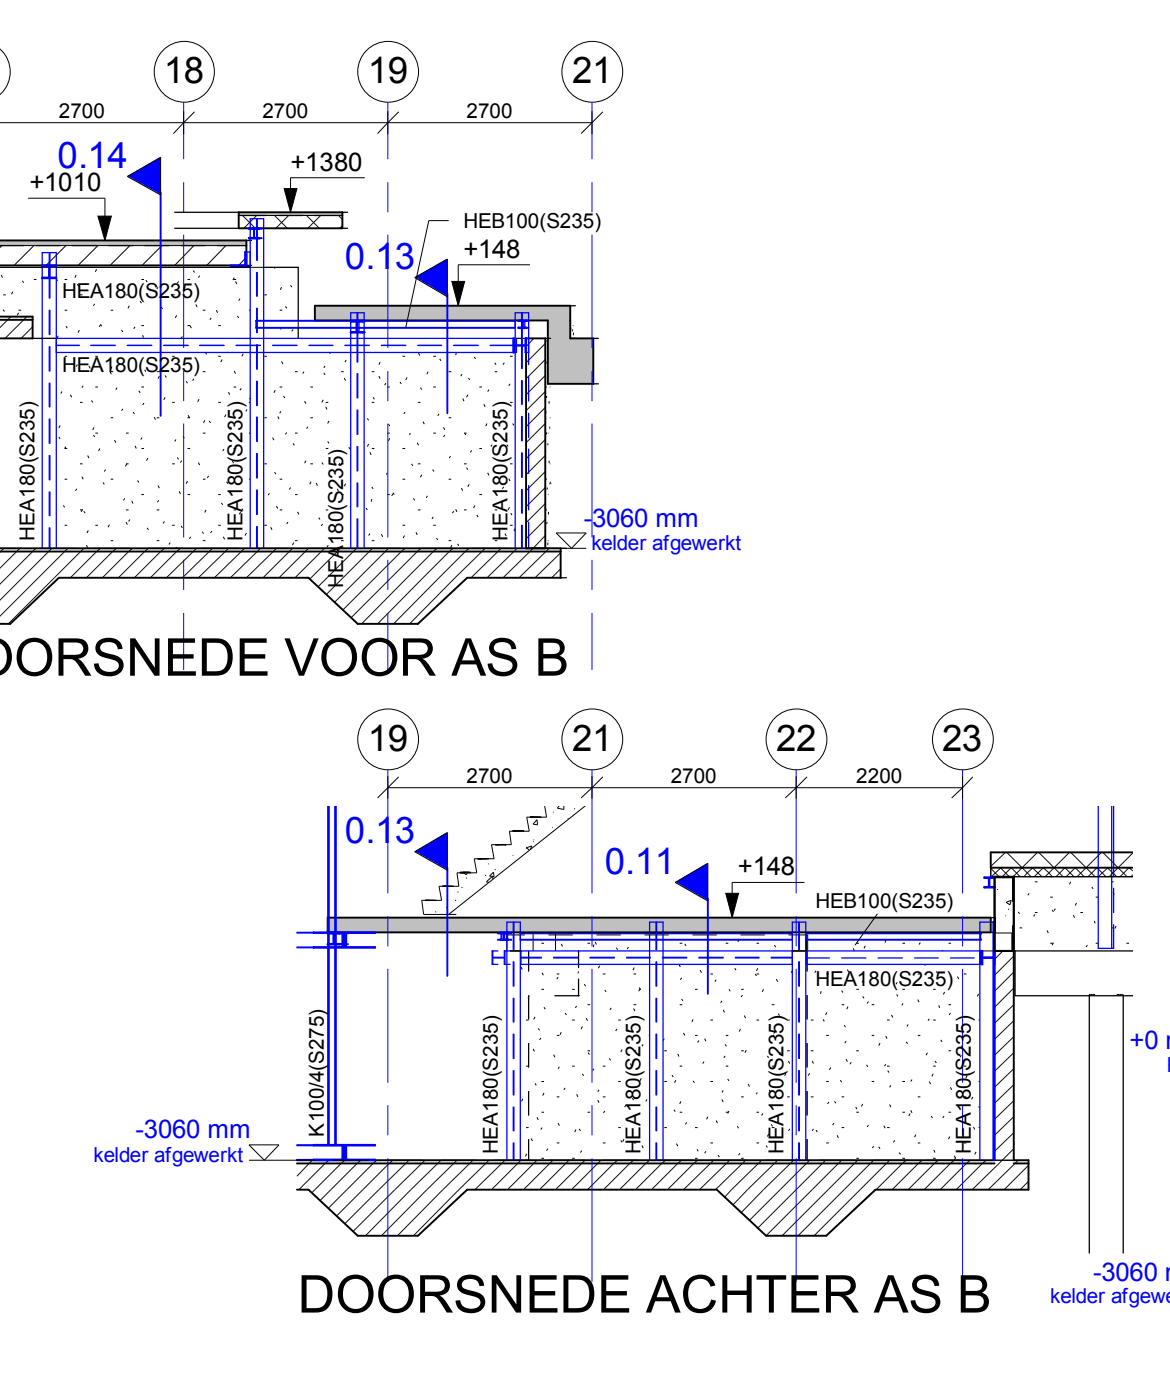 18
19
21
2700
2700
2700
0.14
+1010
+1380
HEB100(S235)
+148
0.13
HEA180(S235)
HEA180(S235)
HEA180(S235)
HEA180(S235)
HEA180(S235)
HEA180(S235)
-3060 mm
kelder afgewerkt
OORSNEDE VOOR AS B
19
21
22
23
2700
2700
2200
0.13
0.11
+148
HEB100(S235)
HEA180(S235)
K100/4(S275)
HEA180(S235)
HEA180(S235)
HEA180(S235)
HEA180(S235)
+0
-3060 mm
kelder afgewerkt
DOORSNEDE ACHTER AS B
-3060
kelder